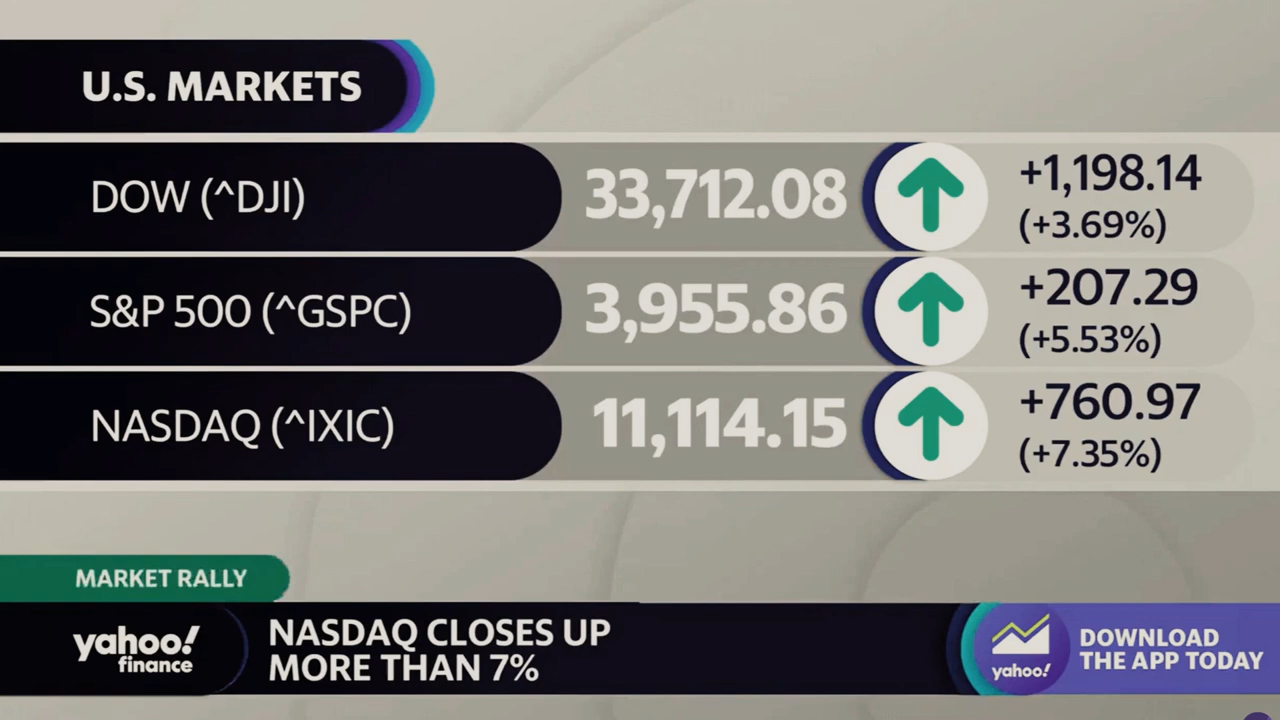 U.S. MARKETS
DOW (^DJI) 33,712.08 +1,198.14
(+3.69%)
S&P 500 (^GSPC) 3,955.86 +207.29
(+5.53%)
NASDAQ (^IXIC) 11,114.15 +760.97
(+7.35%)
MARKET RALLY
yahoo!
finance
NASDAQ CLOSES UP
MORE THAN 7%
yahoo!
DOWNLOAD
THE APP TODAY